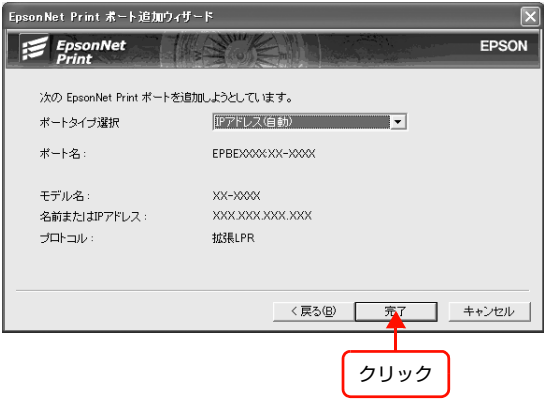 EpsonNet Print ポート追加ウィザード
EpsonNet
Print
EPSON
次の EpsonNet Print ポートを追加しようとしています。
ポートタイプ選択 IPアドレス(自動)
ポート名: EPBEXXXX:XX-XXXX
モデル名: XX-XXXX
名前またはIPアドレス: XXX.XXX.XXX.XXX
プロトコル: 拡張LPR
< 戻る(B) 完了 キャンセル
クリック